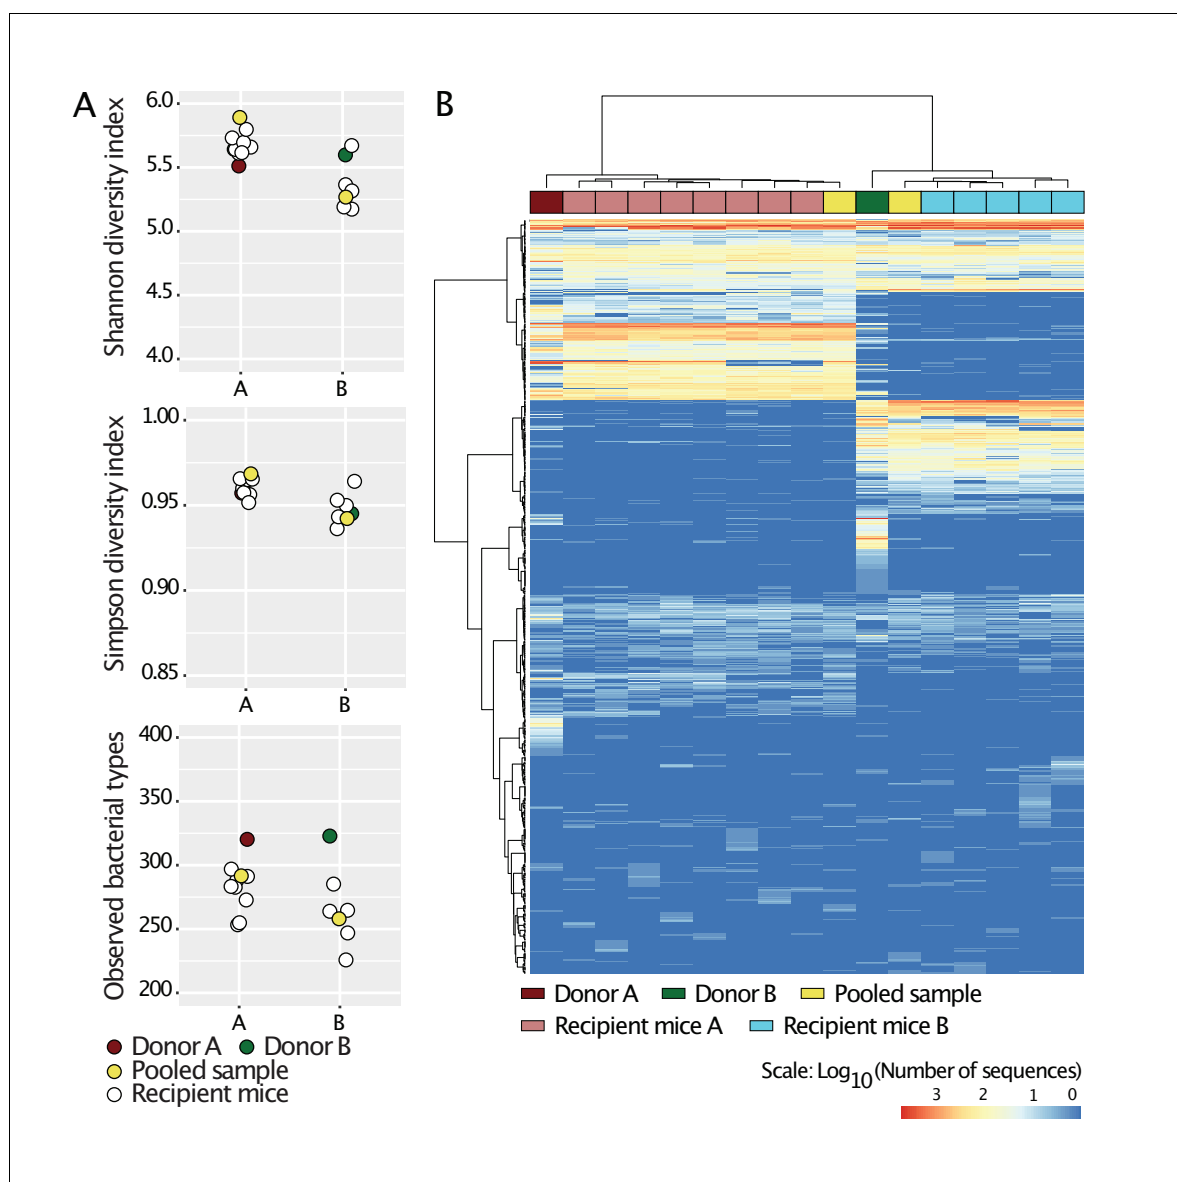 A
Shannon diversity index
6.0
5.5
5.0
4.5
4.0
A B
Simpson diversity index
1.00
0.95
0.90
0.85
A B
Observed bacterial types
400
350
300
250
200
A B
Donor A Donor B
Pooled sample
Recipient mice
B
Donor A Donor B Pooled sample
Recipient mice A Recipient mice B
Scale: Log10(Number of sequences)
3 2 1 0